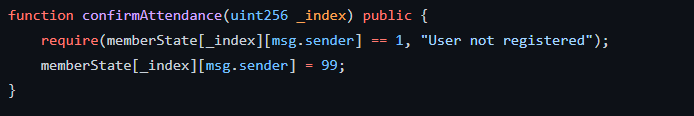 function confirmAttendance(uint256 _index) public {
    require(memberState[_index][msg.sender] == 1, "User not registered");
    memberState[_index][msg.sender] = 99;
}